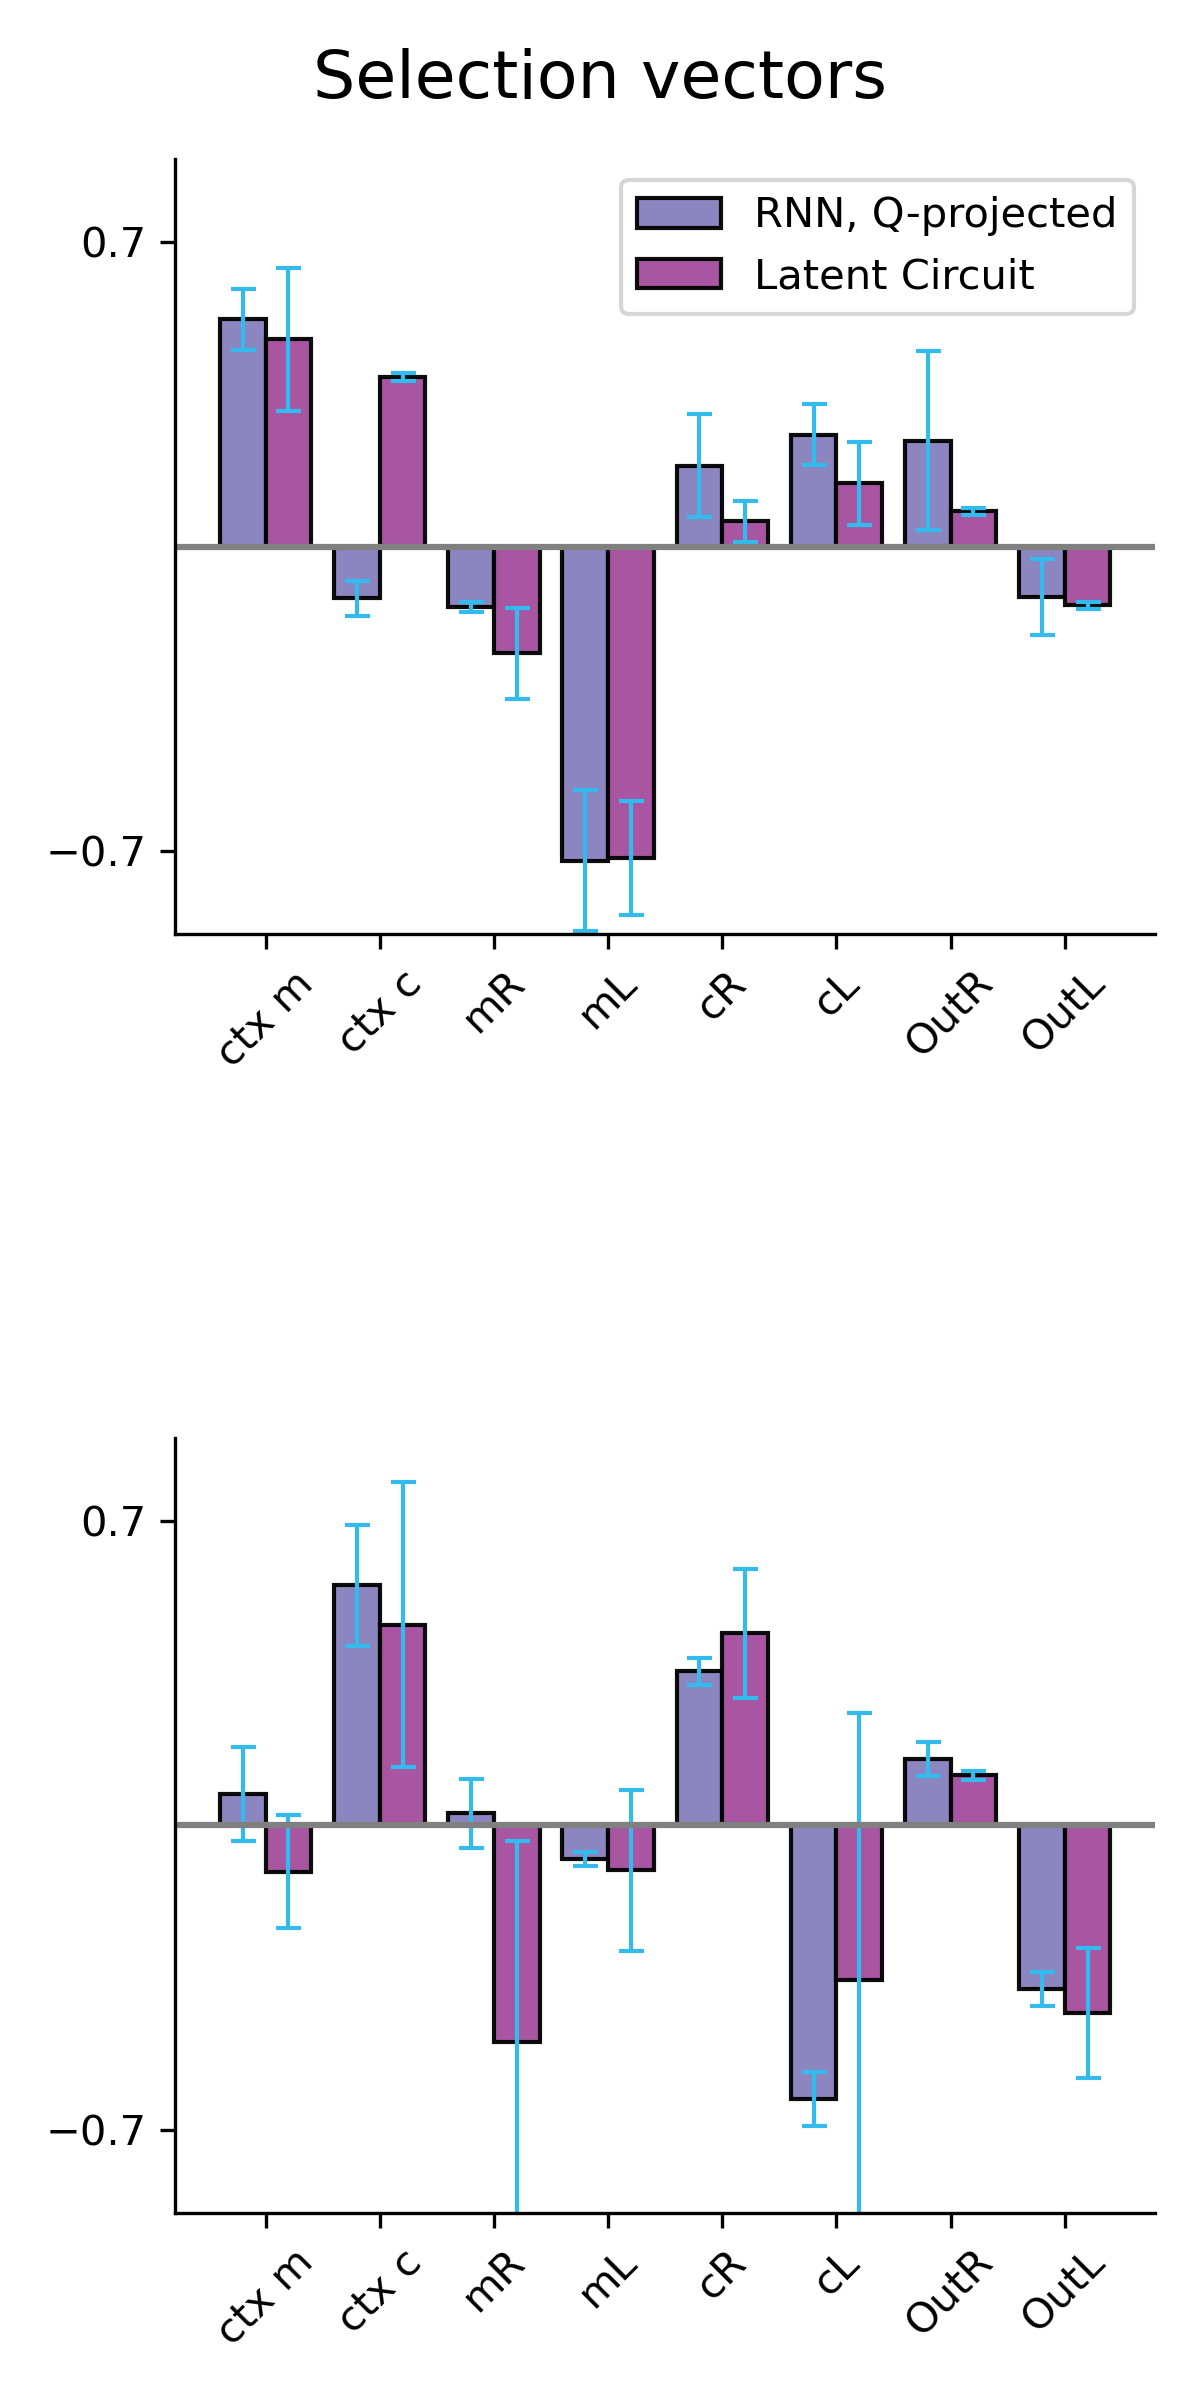 Selection vectors
RNN, Q-projected
Latent Circuit
0.7
−0.7
ctx m
ctx c
mR
mL
cR
cL
OutR
OutL
0.7
−0.7
ctx m
ctx c
mR
mL
cR
cL
OutR
OutL